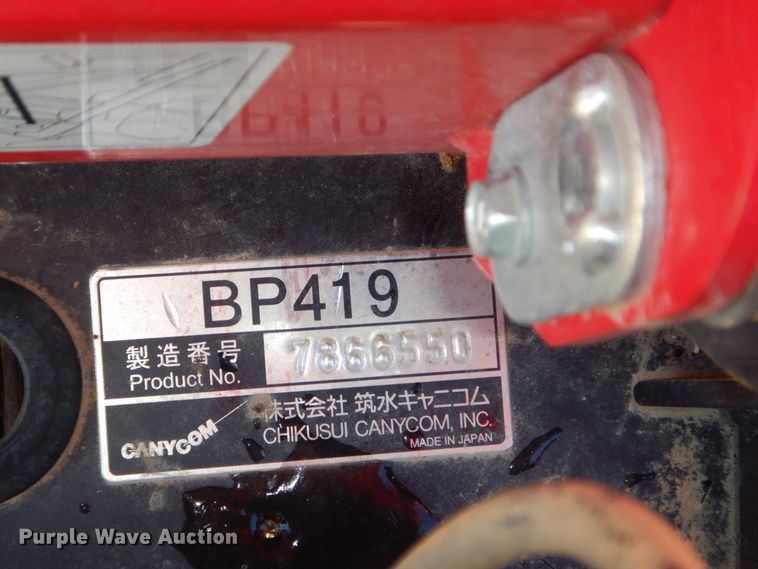 BP419
製造番号
Product No. 7866550
CANYCOM
株式会社 筑水キャニコム
CHIKUSUI CANYCOM, INC.
MADE IN JAPAN
Purple Wave Auction